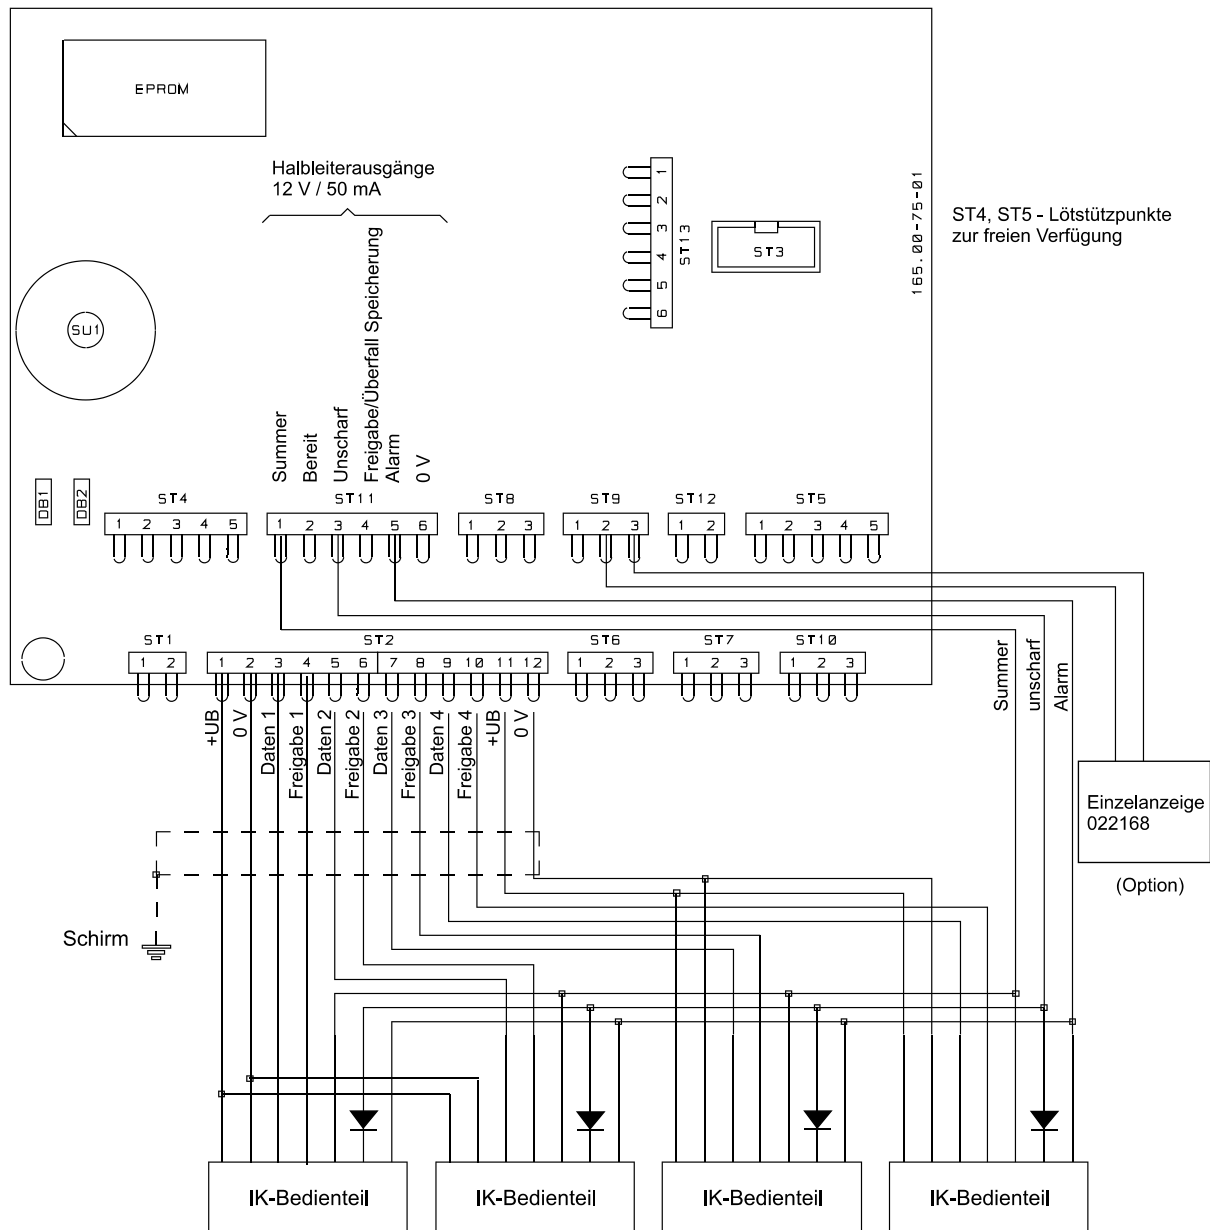 EPROM
Halbleiterausgänge
12 V / 50 mA
1
2
3
4
5
6
ST13
ST3
165.00-75-01
ST4, ST5 - Lötstützpunkte
zur freien Verfügung
SU1
Summer
Bereit
Unscharf
Freigabe/Überfall Speicherung
Alarm
0 V
DB1
DB2
ST4
ST11
ST8
ST9
ST12
ST5
1 2 3 4 5
1 2 3 4 5 6
1 2 3
1 2 3
1 2
1 2 3 4 5
ST1
ST2
ST6
ST7
ST10
1 2
1 2 3 4 5 6 7 8 9 10 11 12
1 2 3
1 2 3
1 2 3
+UB
0 V
Daten 1
Freigabe 1
Daten 2
Freigabe 2
Daten 3
Freigabe 3
Daten 4
Freigabe 4
+UB
0 V
Summer
unscharf
Alarm
Einzelanzeige
022168
(Option)
Schirm
IK-Bedienteil
IK-Bedienteil
IK-Bedienteil
IK-Bedienteil